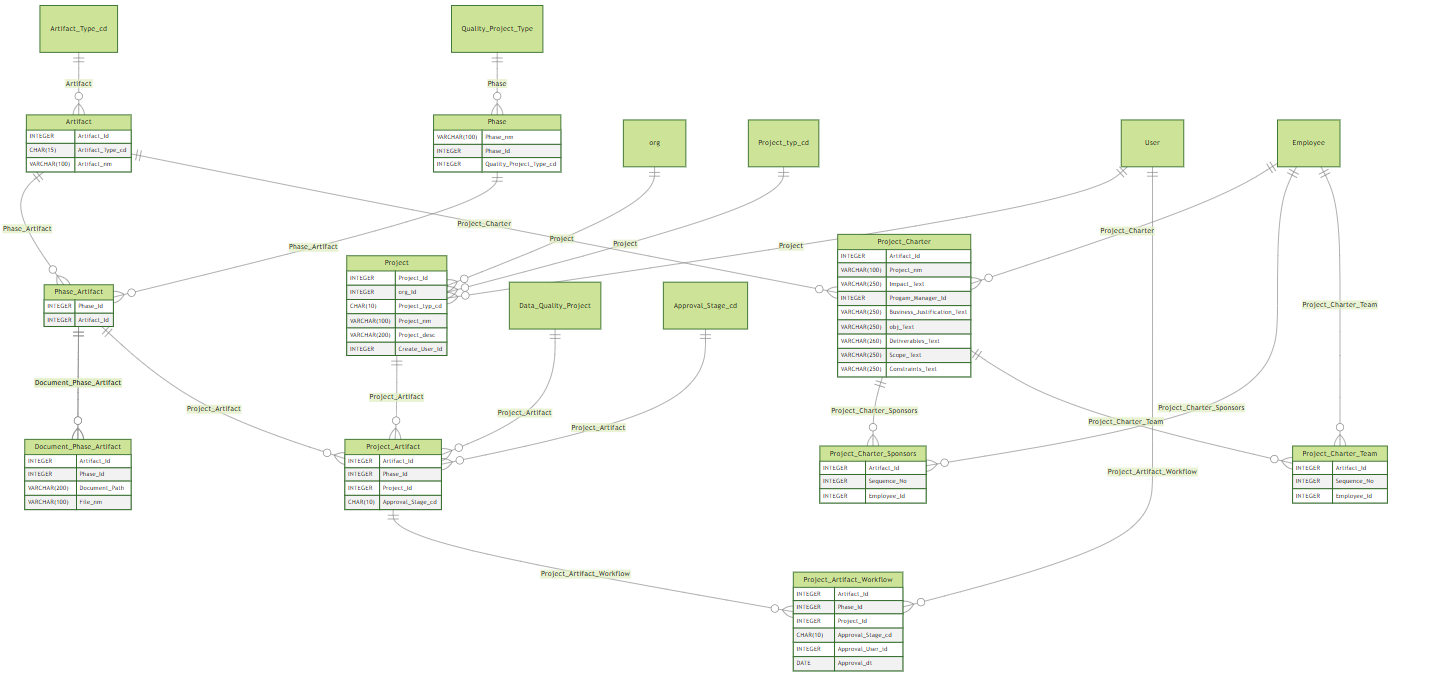 Artifact_Type_cd
Quality_Project_Type
Artifact
Phase
Artifact
INTEGER Artifact_Id
CHAR(15) Artifact_Type_cd
VARCHAR(100) Artifact_nm
Phase
VARCHAR(100) Phase_nm
INTEGER Phase_Id
INTEGER Quality_Project_Type_cd
org
Project_typ_cd
User
Employee
Phase_Artifact
Phase_Artifact
Project_Charter
Project
Project
Project
Project_Charter
Phase_Artifact
INTEGER Phase_Id
INTEGER Artifact_Id
Project
INTEGER Project_Id
INTEGER org_Id
CHAR(10) Project_typ_cd
VARCHAR(100) Project_nm
VARCHAR(200) Project_desc
INTEGER Create_User_Id
Data_Quality_Project
Approval_Stage_cd
Project_Charter
INTEGER Artifact_Id
VARCHAR(100) Project_nm
VARCHAR(250) Impact_Text
INTEGER Progam_Manager_Id
VARCHAR(250) Business_Justification_Text
VARCHAR(250) obj_Text
VARCHAR(260) Deliverables_Text
VARCHAR(250) Scope_Text
VARCHAR(250) Constraints_Text
Project_Charter_Team
Document_Phase_Artifact
Project_Artifact
Project_Artifact
Project_Artifact
Project_Artifact
Project_Charter_Sponsors
Project_Charter_Sponsors
Project_Charter_Team
Document_Phase_Artifact
INTEGER Artifact_Id
INTEGER Phase_Id
VARCHAR(200) Document_Path
VARCHAR(100) File_nm
Project_Artifact
INTEGER Artifact_Id
INTEGER Phase_Id
INTEGER Project_Id
CHAR(10) Approval_Stage_cd
Project_Charter_Sponsors
INTEGER Artifact_Id
INTEGER Sequence_No
INTEGER Employee_Id
Project_Artifact_Workflow
Project_Charter_Team
INTEGER Artifact_Id
INTEGER Sequence_No
INTEGER Employee_Id
Project_Artifact_Workflow
Project_Artifact_Workflow
INTEGER Artifact_Id
INTEGER Phase_Id
INTEGER Project_Id
CHAR(10) Approval_Stage_cd
INTEGER Approval_User_id
DATE Approval_dt